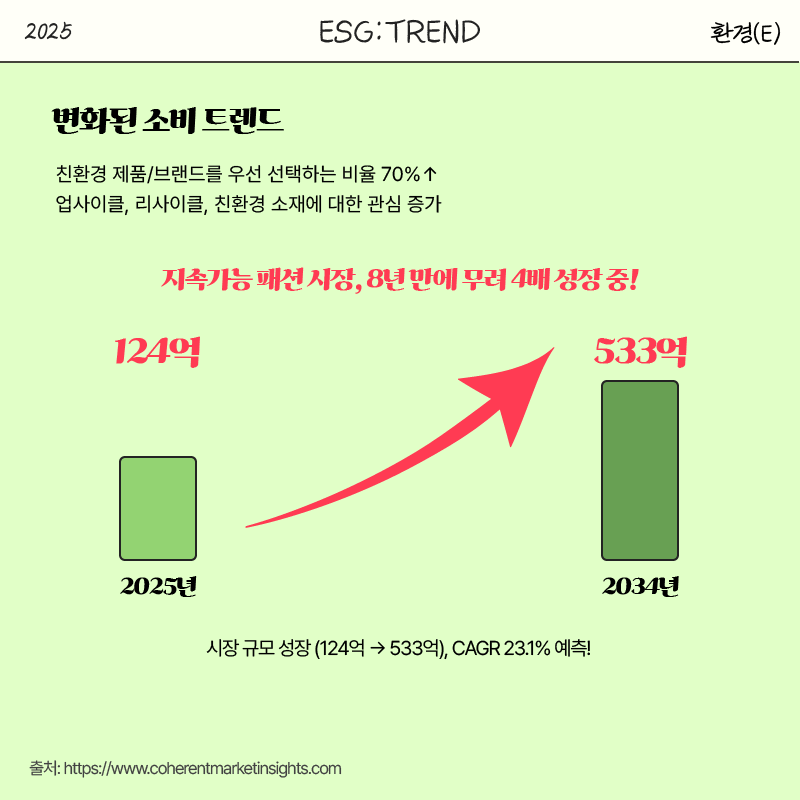 2025
ESG:TREND
환경(E)
변화된 소비 트렌드
친환경 제품/브랜드를 우선 선택하는 비율 70%↑
업사이클, 리사이클, 친환경 소재에 대한 관심 증가
지속가능 패션 시장, 8년 만에 무려 4배 성장 중!
124억
533억
2025년
2034년
시장 규모 성장 (124억 → 533억), CAGR 23.1% 예측!
출처: https://www.coherentmarketinsights.com